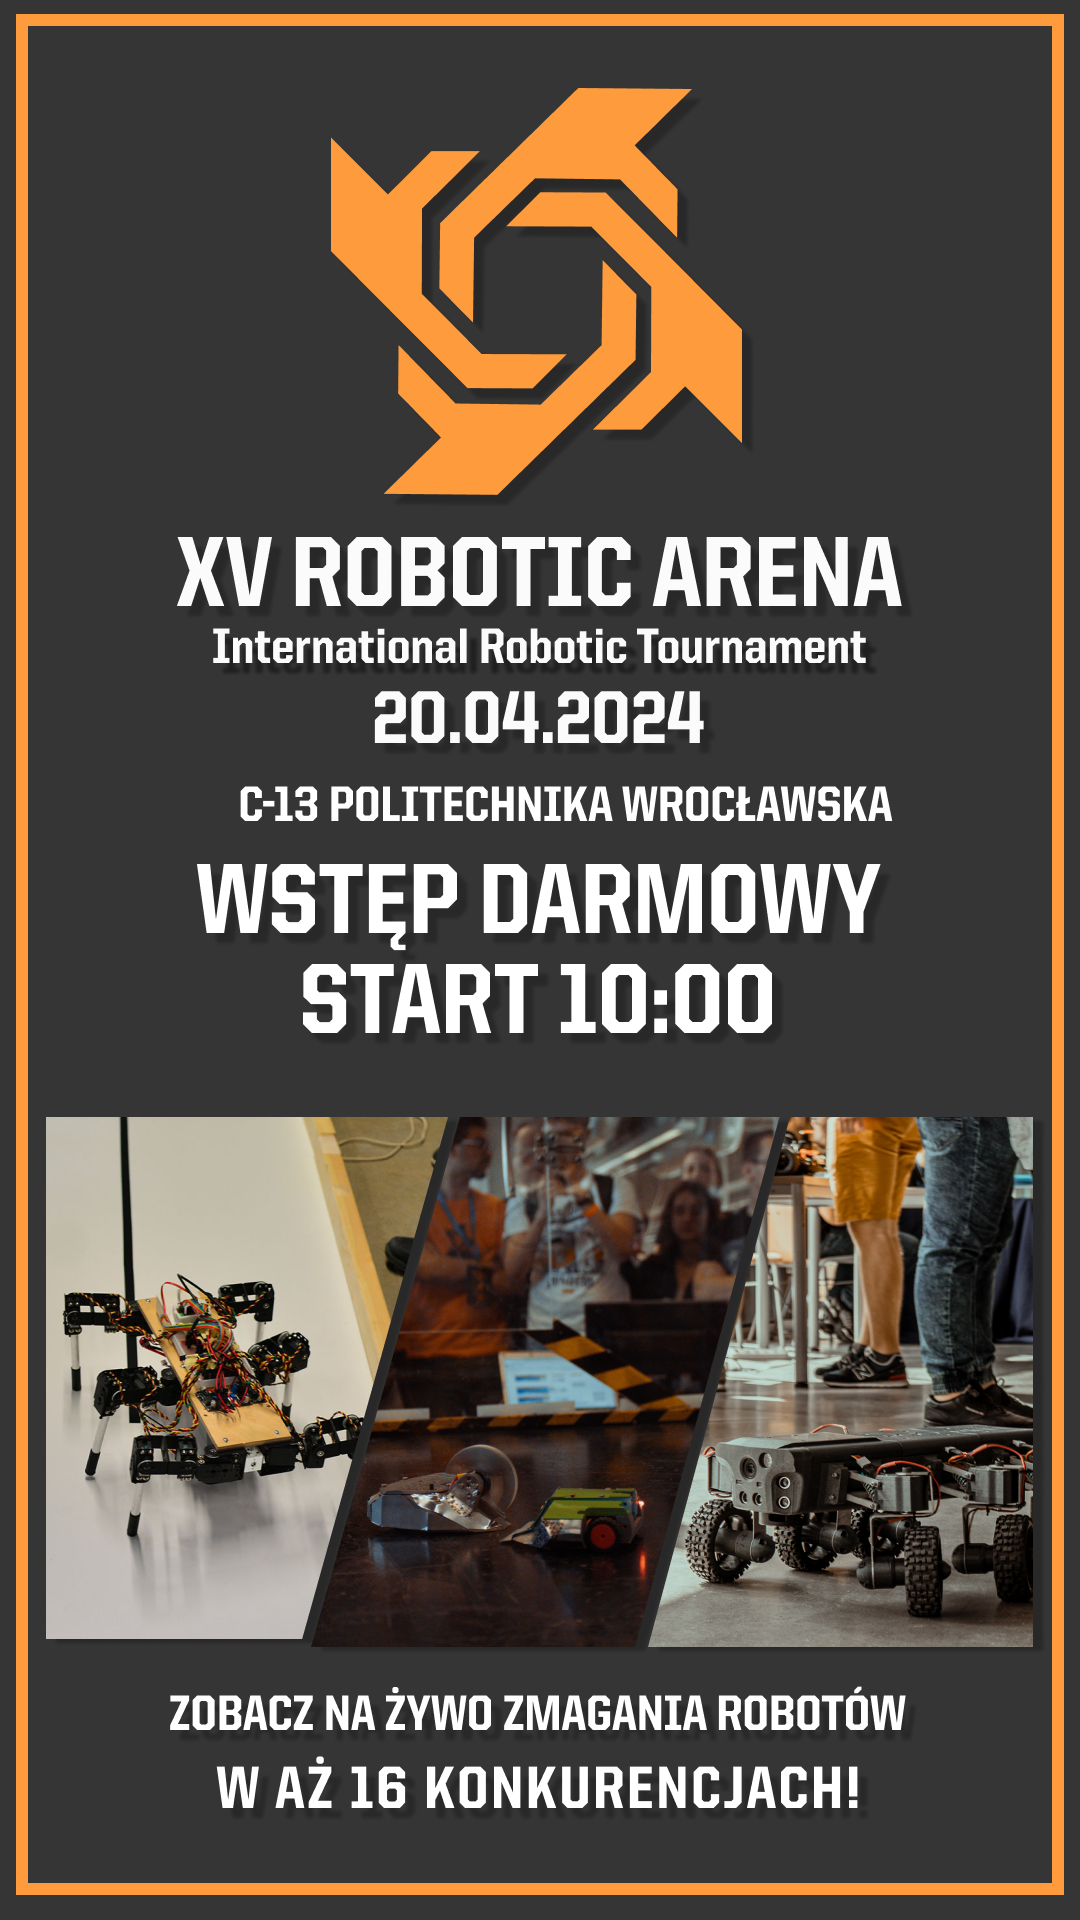 XV ROBOTIC ARENA
International Robotic Tournament
20.04.2024
C-13 POLITECHNIKA WROCŁAWSKA
WSTĘP DARMOWY
START 10:00
ZOBACZ NA ŻYWO ZMAGANIA ROBOTÓW
W AŻ 16 KONKURENCJACH!